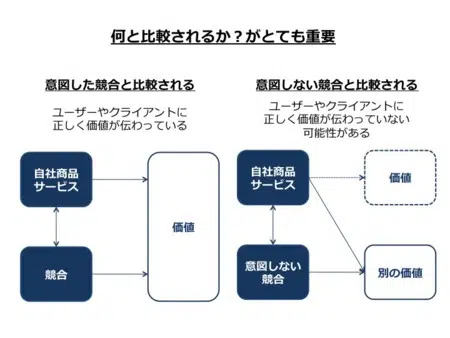 何と比較されるか？がとても重要
意図した競合と比較される
ユーザーやクライアントに
正しく価値が伝わっている
自社商品
サービス
競合
価値
意図しない競合と比較される
ユーザーやクライアントに
正しく価値が伝わっていない
可能性がある
自社商品
サービス
意図しない
競合
価値
別の価値